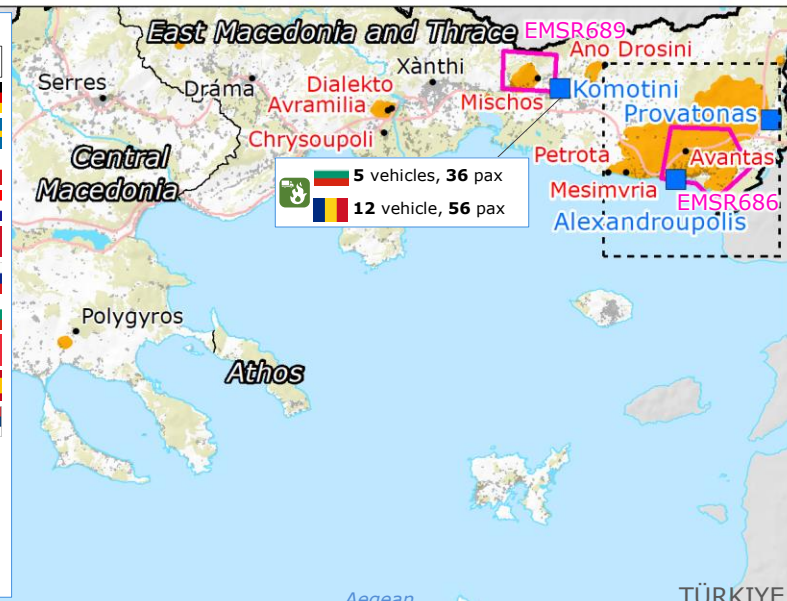 East Macedonia and Thrace
EMSR689
Ano Drosini
Xànthi
Serres
Dráma
Dialekto
Avramilia
Mischos
Komotini
Provatonas
Chrysoupoli
Central
Macedonia
Petrota
Avantas
5 vehicles, 36 pax
12 vehicle, 56 pax
Mesimvria
EMSR686
Alexandroupolis
Polygyros
Athos
Aegean
TÜRKIYE